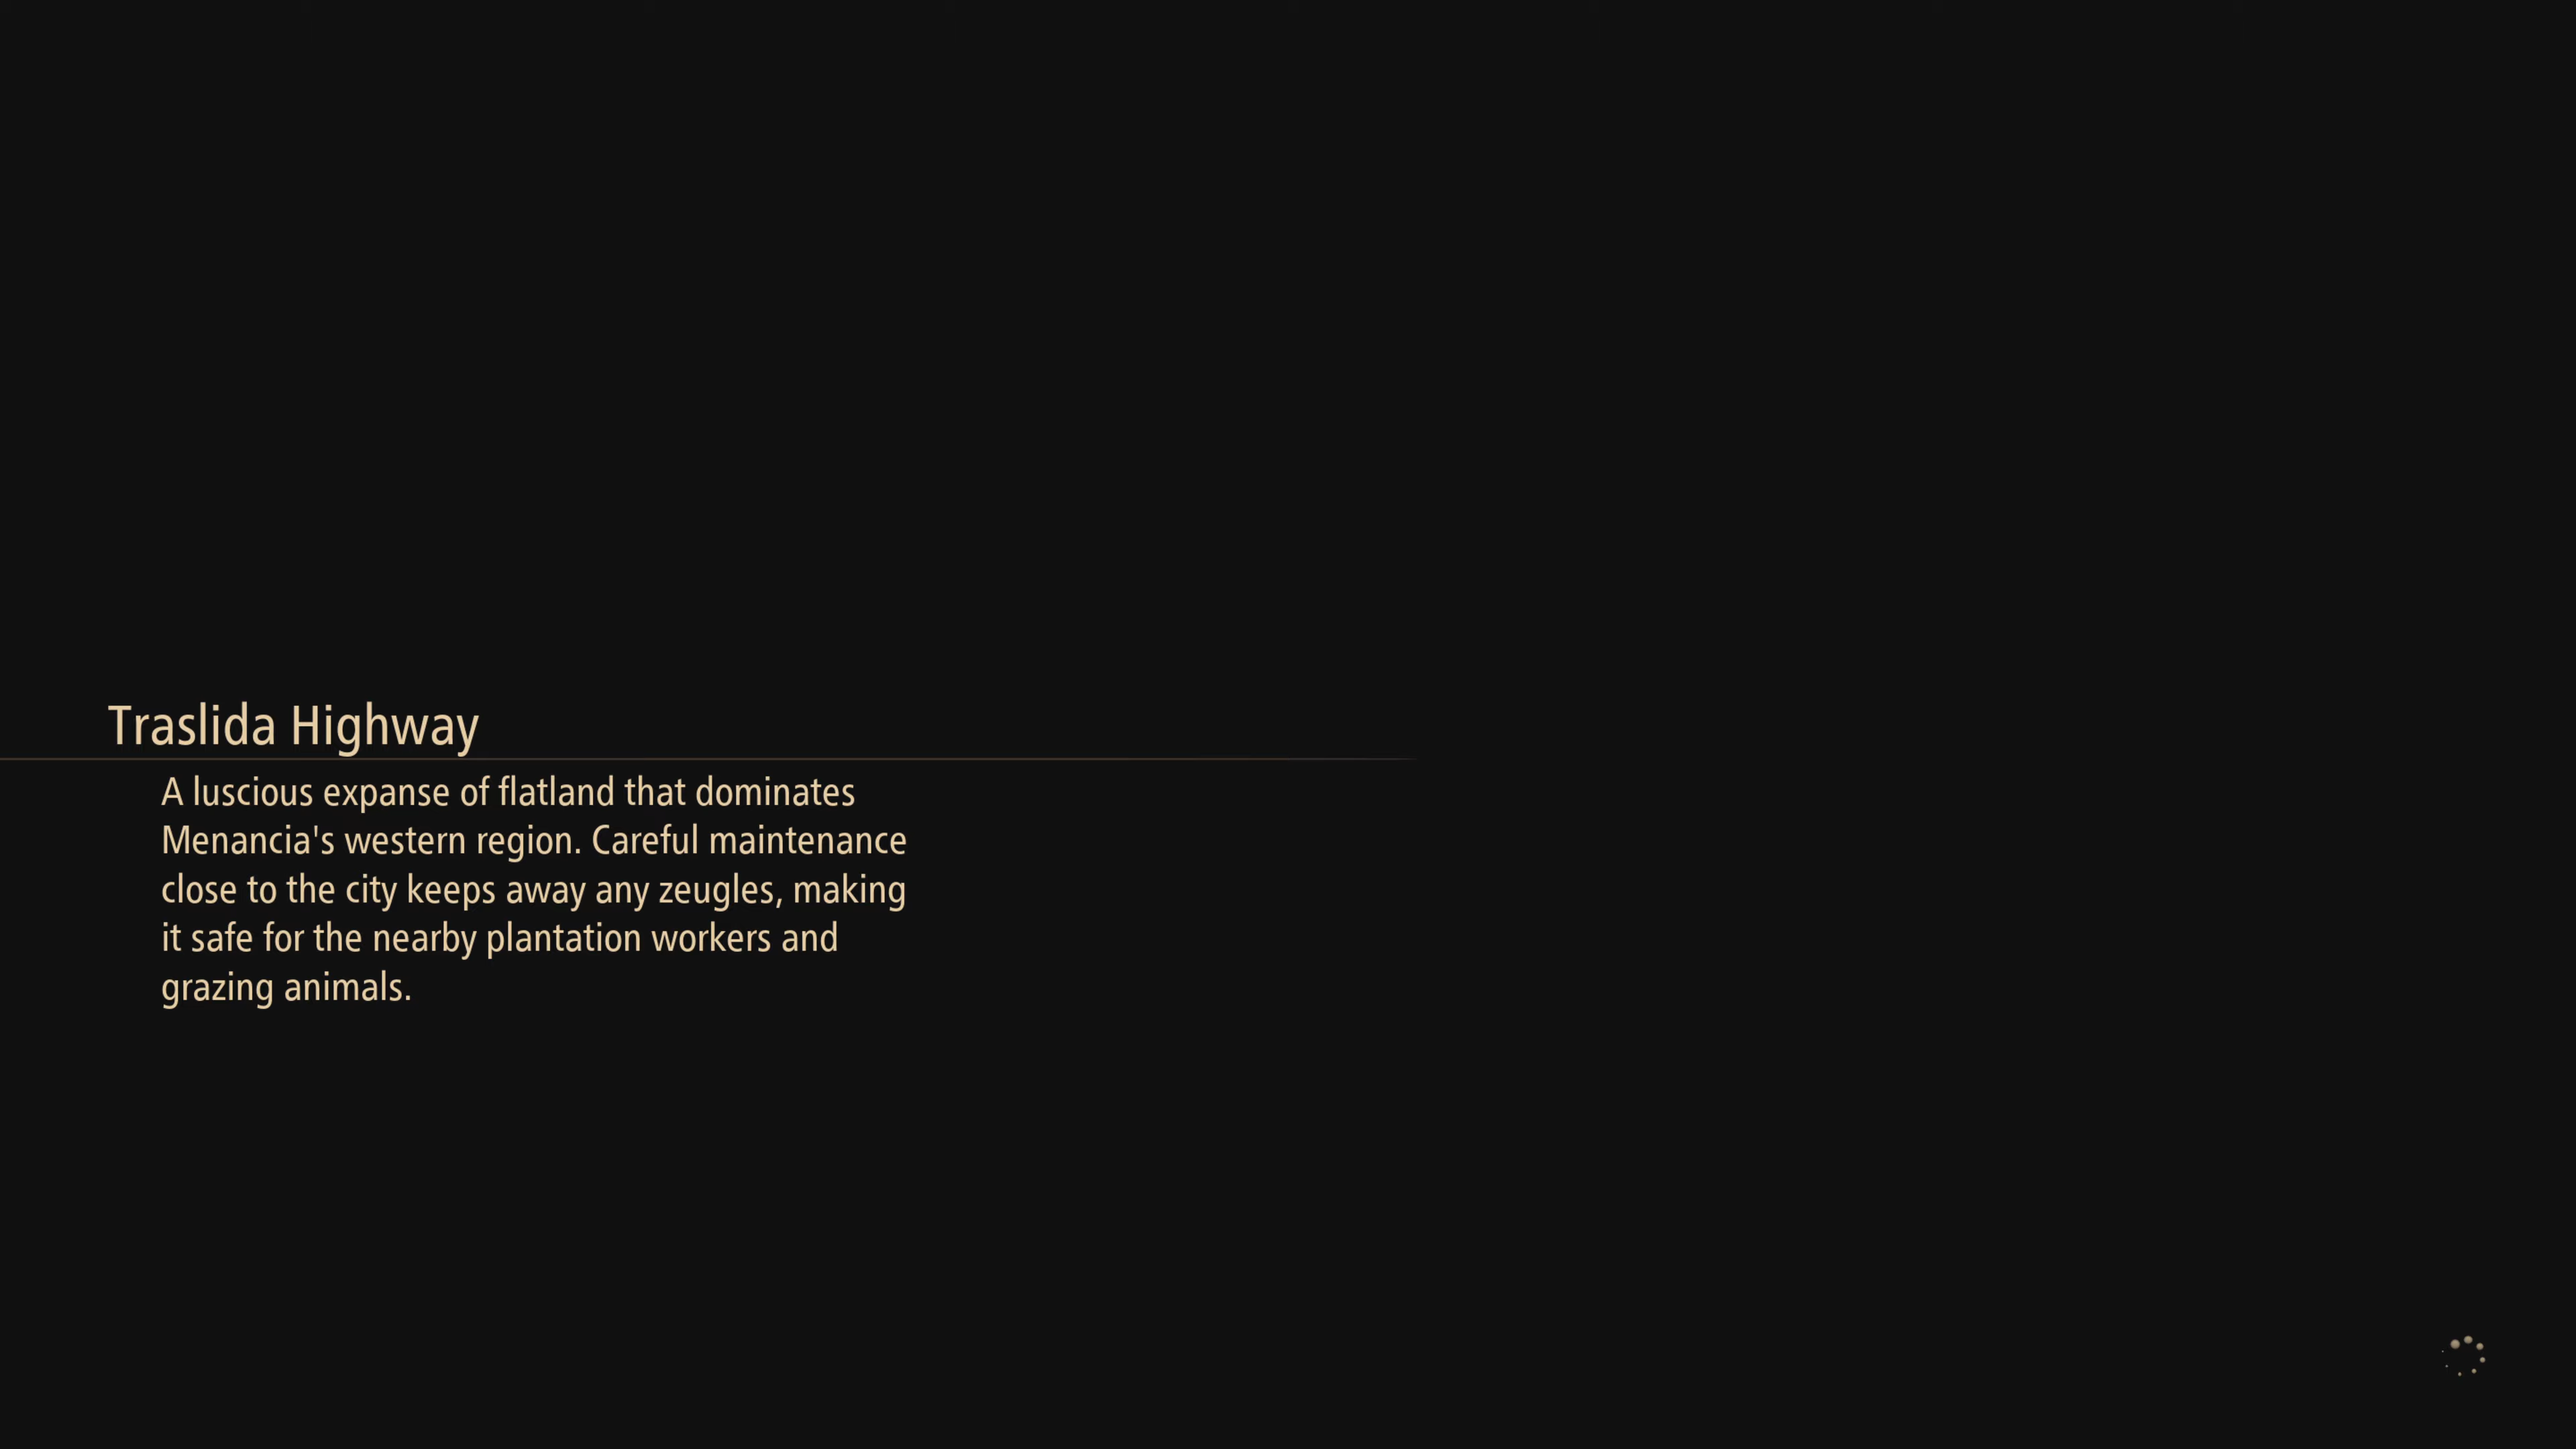 Traslida Highway
A luscious expanse of flatland that dominates
Menancia's western region. Careful maintenance
close to the city keeps away any zeugles, making
it safe for the nearby plantation workers and
grazing animals.